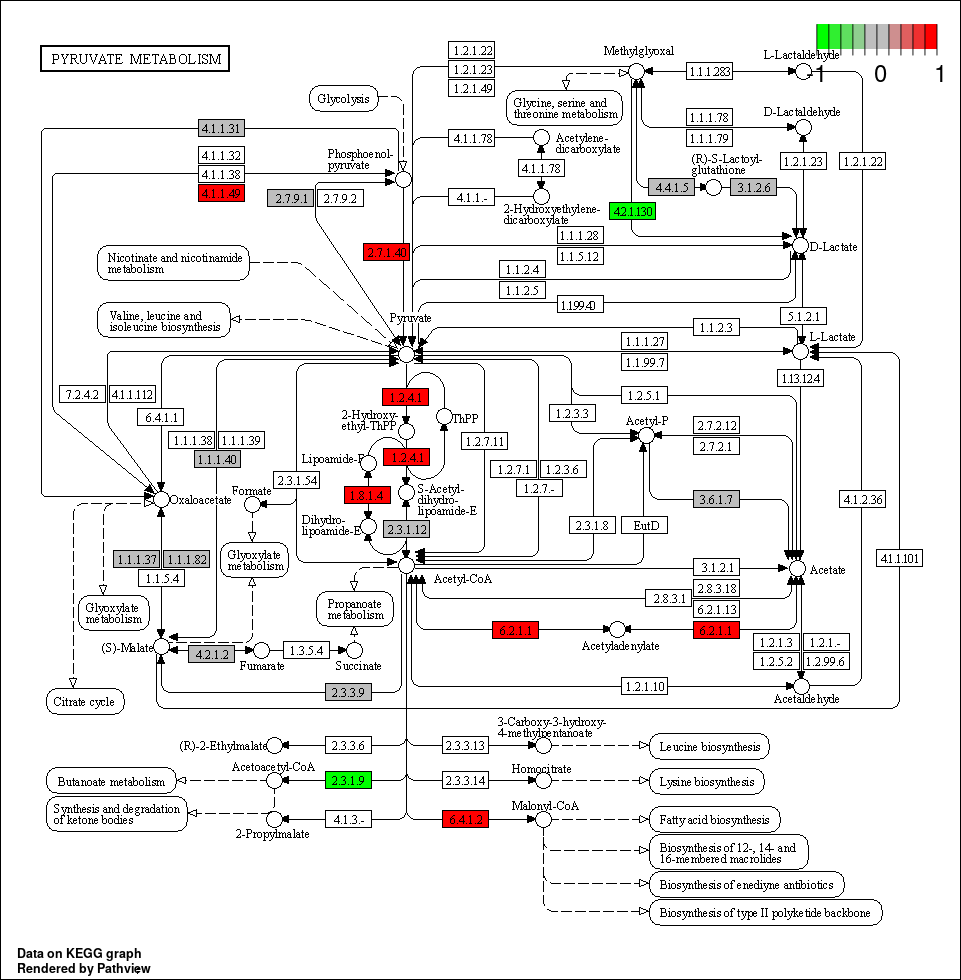 PYRUVATE METABOLISM
-1 0 1
1.2.1.22
1.2.1.23
1.2.1.49
Methylglyoxal
1.1.1.283
L-Lactaldehyde
Glycolysis
Glycine, serine and
threonine metabolism
4.1.1.31
4.1.1.32
4.1.1.38
4.1.1.49
Phosphoenol-
pyruvate
2.7.9.1
2.7.9.2
4.1.1.78
Acetylene-
dicarboxylate
4.1.1.78
4.1.1.-
2-Hydroxyethylene-
dicarboxylate
1.1.1.78
1.1.1.79
D-Lactaldehyde
(R)-S-Lactoyl-
glutathione
1.2.1.23
1.2.1.22
4.4.1.5
3.1.2.6
4.2.1.130
2.7.1.40
1.1.1.28
1.1.5.12
D-Lactate
Nicotinate and nicotinamide
metabolism
1.1.2.4
1.1.2.5
1.1.99.40
Valine, leucine and
isoleucine biosynthesis
Pyruvate
5.1.2.1
1.1.2.3
L-Lactate
1.1.1.27
1.1.99.7
1.13.12.4
7.2.4.2
4.1.1.112
6.4.1.1
1.1.1.38
1.1.1.39
1.1.1.40
1.2.4.1
2-Hydroxy-
ethyl-ThPP
ThPP
1.2.5.1
1.2.3.3
Acetyl-P
2.7.2.12
2.7.2.1
1.2.7.11
Lipoamide-E
1.2.4.1
1.2.7.1
1.2.3.6
1.2.7.-
2.3.1.54
Formate
Oxaloacetate
1.8.1.4
S-Acetyl-
dihydro-
lipoamide-E
3.6.1.7
4.1.2.36
Dihydro-
lipoamide-E
2.3.1.12
2.3.1.8
EutD
1.1.1.37
1.1.1.82
1.1.5.4
Glyoxylate
metabolism
4.1.1.101
Acetyl-CoA
3.1.2.1
Acetate
2.8.3.18
2.8.3.1
6.2.1.13
Glyoxylate
metabolism
Propanoate
metabolism
6.2.1.1
6.2.1.1
Acetyladenylate
(S)-Malate
4.2.1.2
Fumarate
1.3.5.4
Succinate
1.2.1.3
1.2.1.-
1.2.5.2
1.2.99.6
Citrate cycle
2.3.3.9
1.2.1.10
Acetaldehyde
(R)-2-Ethylmalate
2.3.3.6
2.3.3.13
3-Carboxy-3-hydroxy-
4-methylpentanoate
Leucine biosynthesis
Butanoate metabolism
Acetoacetyl-CoA
2.3.1.9
2.3.3.14
Homocitrate
Lysine biosynthesis
Synthesis and degradation
of ketone bodies
2-Propylmalate
4.1.3.-
6.4.1.2
Malonyl-CoA
Fatty acid biosynthesis
Biosynthesis of 12-, 14- and
16-membered macrolides
Biosynthesis of enediyne antibiotics
Biosynthesis of type II polyketide backbone
Data on KEGG graph
Rendered by Pathview